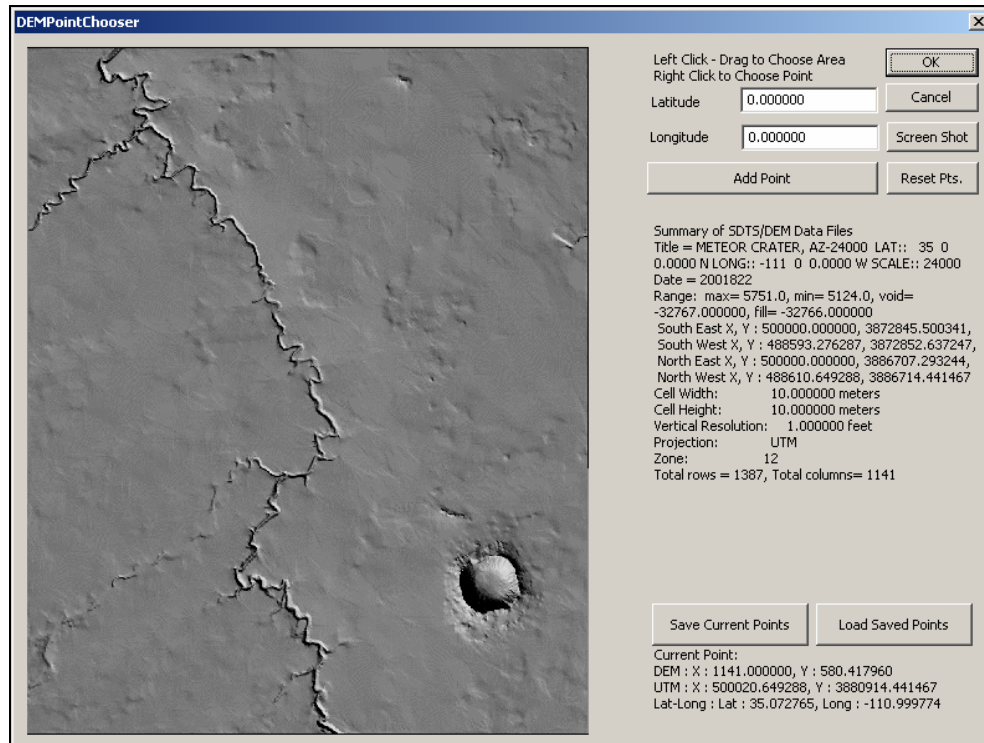 DEMPointChooser
Left Click - Drag to Choose Area
Right Click to Choose Point
OK
Latitude
0.000000
Cancel
Longitude
0.000000
Screen Shot
Add Point
Reset Pts.
Summary of SDTS/DEM Data Files
Title = METEOR CRATER, AZ-24000 LAT:: 35 0
0.0000 N LONG:: -111 0 0.0000 W SCALE:: 24000
Date = 2001822
Range: max= 5751.0, min= 5124.0, void=
-32767.000000, fill= -32766.000000
South East X, Y : 500000.000000, 3872845.500341,
South West X, Y : 488593.276287, 3872852.637247,
North East X, Y : 500000.000000, 3886707.293244,
North West X, Y : 488610.649288, 3886714.441467
Cell Width: 10.000000 meters
Cell Height: 10.000000 meters
Vertical Resolution: 1.000000 feet
Projection: UTM
Zone: 12
Total rows = 1387, Total columns= 1141
Save Current Points
Load Saved Points
Current Point:
DEM : X : 1141.000000, Y : 580.417960
UTM : X : 500020.649288, Y : 3880914.441467
Lat-Long : Lat : 35.072765, Long : -110.999774